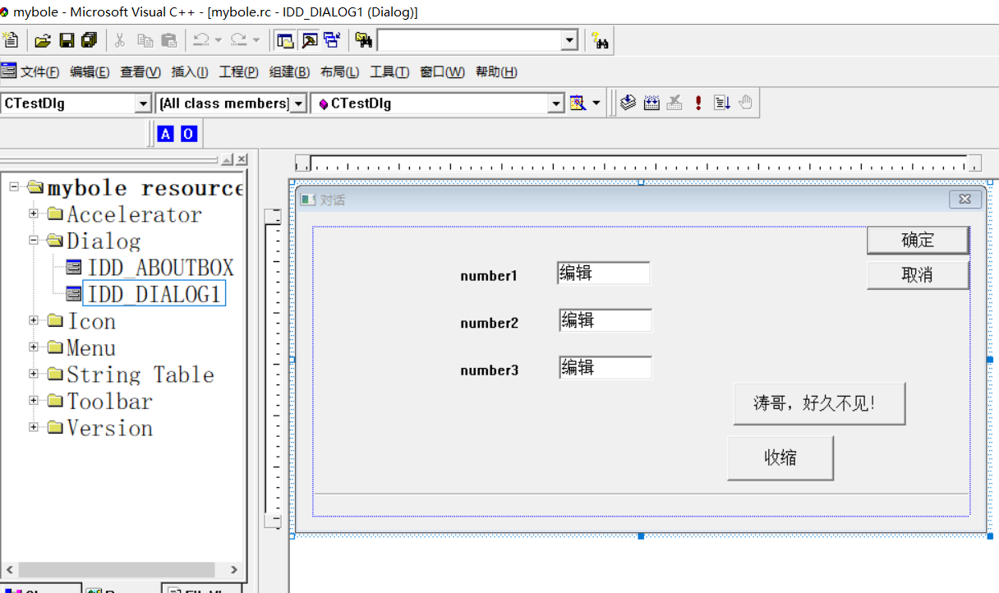 mybole - Microsoft Visual C++ - [mybole.rc - IDD_DIALOG1 (Dialog)]
文件(F) 编辑(E) 查看(V) 插入(I) 工程(P) 组建(B) 布局(L) 工具(T) 窗口(W) 帮助(H)
CTestDlg [All class members] CTestDlg
A O
mybole resource
Accelerator
Dialog
IDD_ABOUTBOX
IDD_DIALOG1
Icon
Menu
String Table
Toolbar
Version
对话
确定
取消
number1 编辑
number2 编辑
number3 编辑
涛哥，好久不见!
收缩